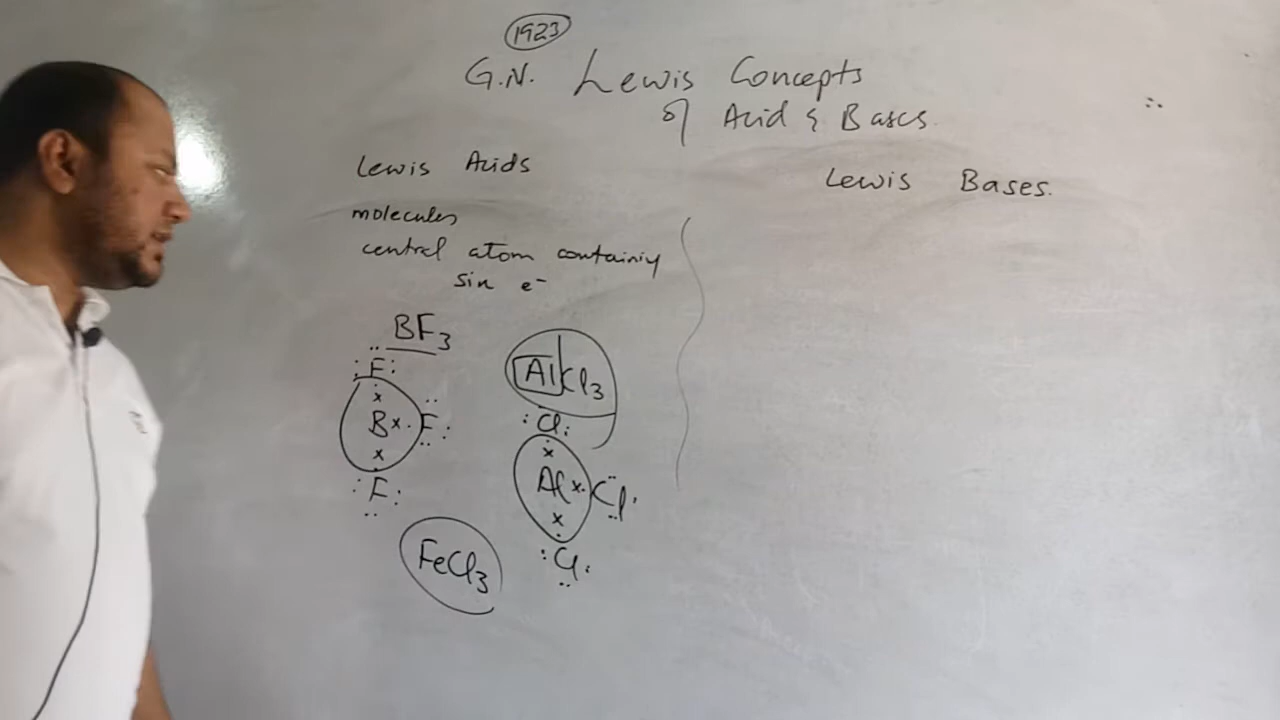 1923
G.N. Lewis Concepts
of Acid & Bases.
Lewis Acids
Lewis Bases.
molecules
central atom containing
six e-
BF3
AlCl3
F
B F
F
Cl
Al Cl
Cl
FeCl3